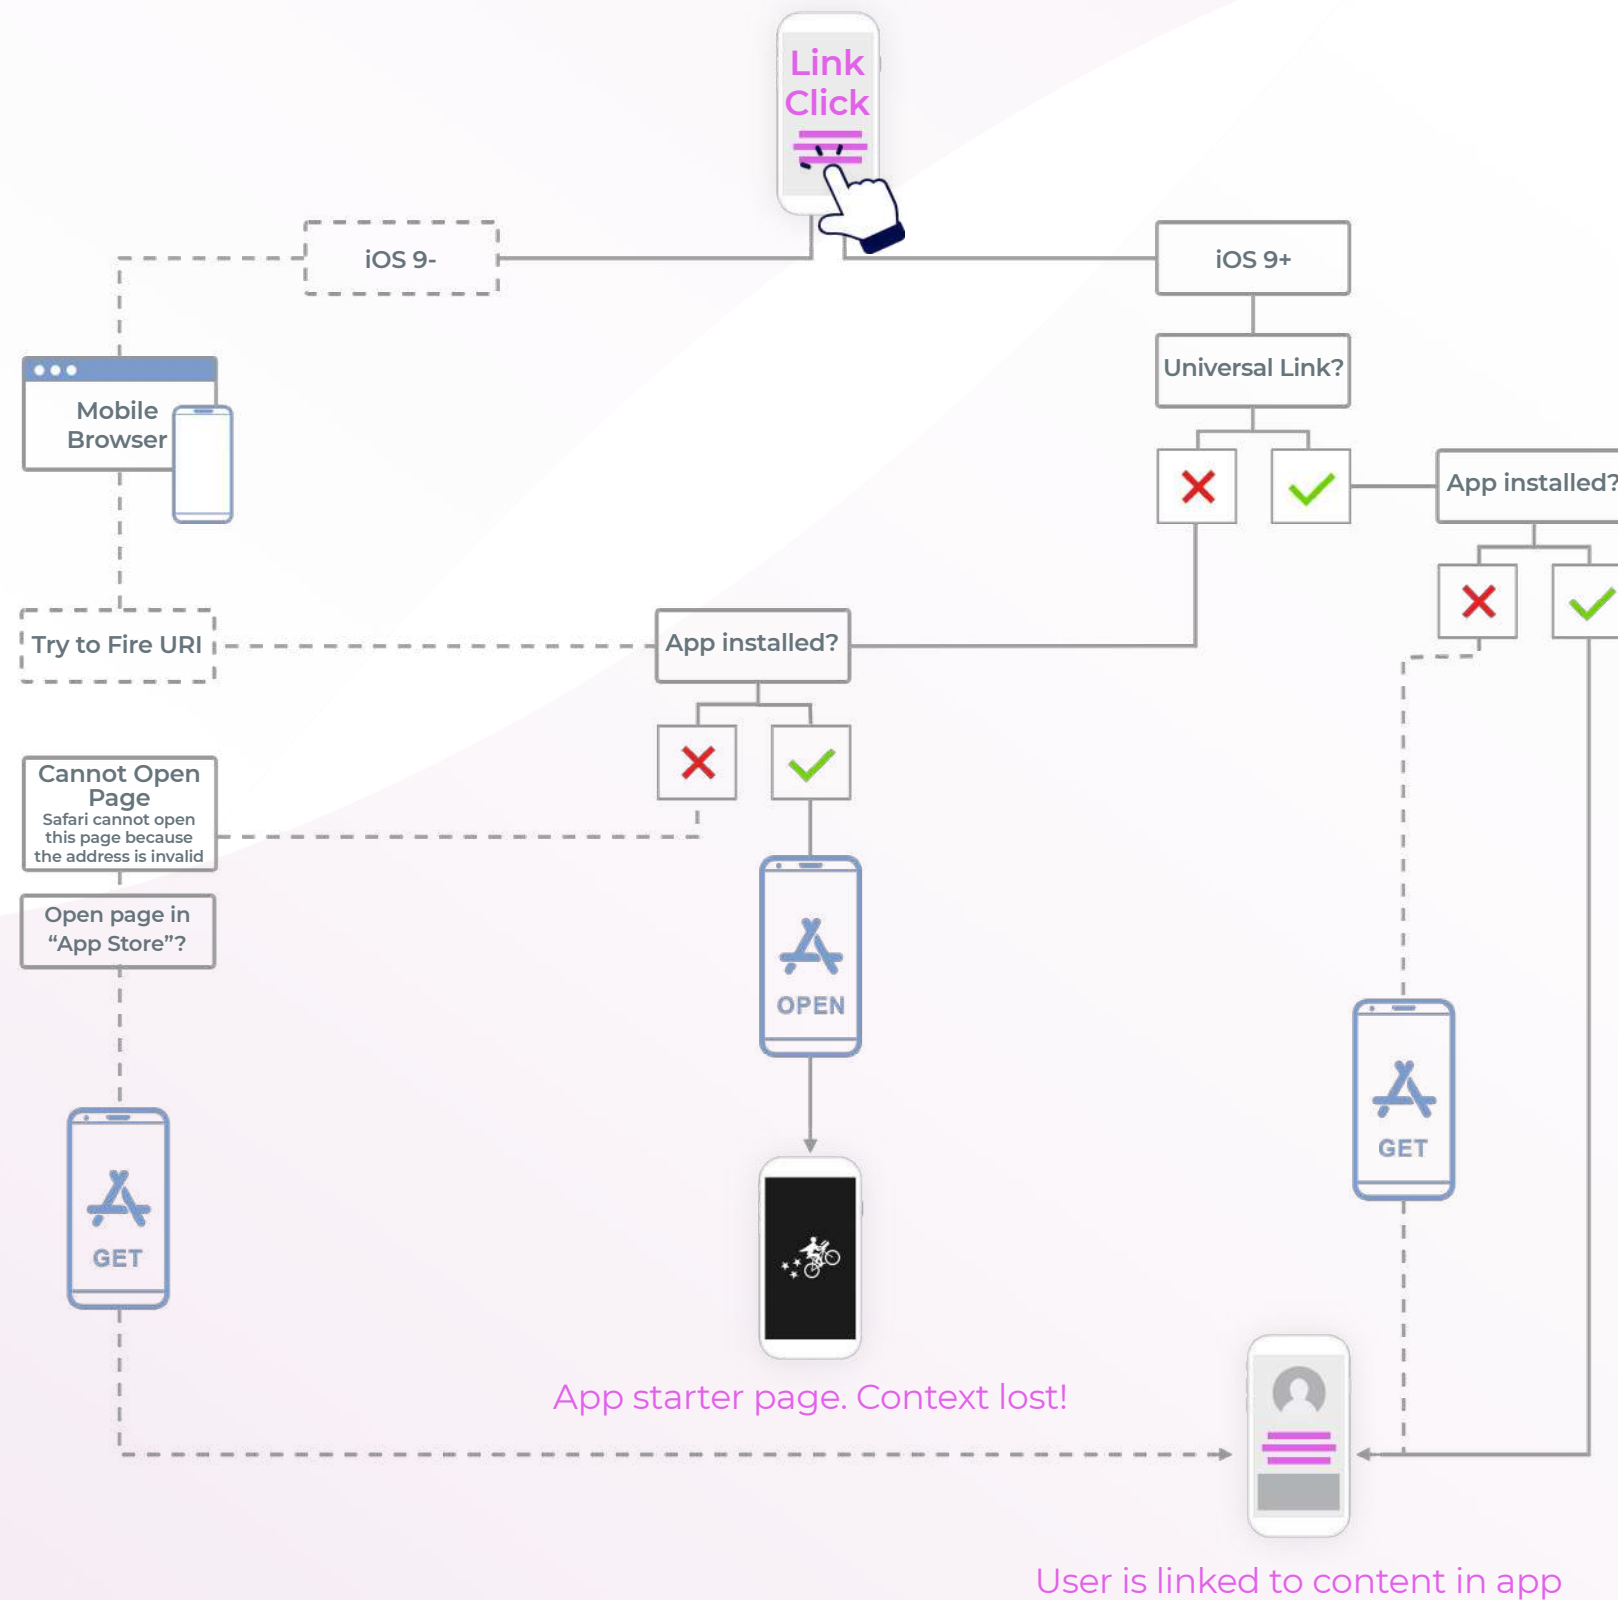 Link
Click
iOS 9-
iOS 9+
Universal Link?
Mobile
Browser
App installed?
Try to Fire URI
App installed?
Cannot Open
Page
Safari cannot open
this page because
the address is invalid
Open page in
“App Store”?
OPEN
GET
GET
App starter page. Context lost!
User is linked to content in app